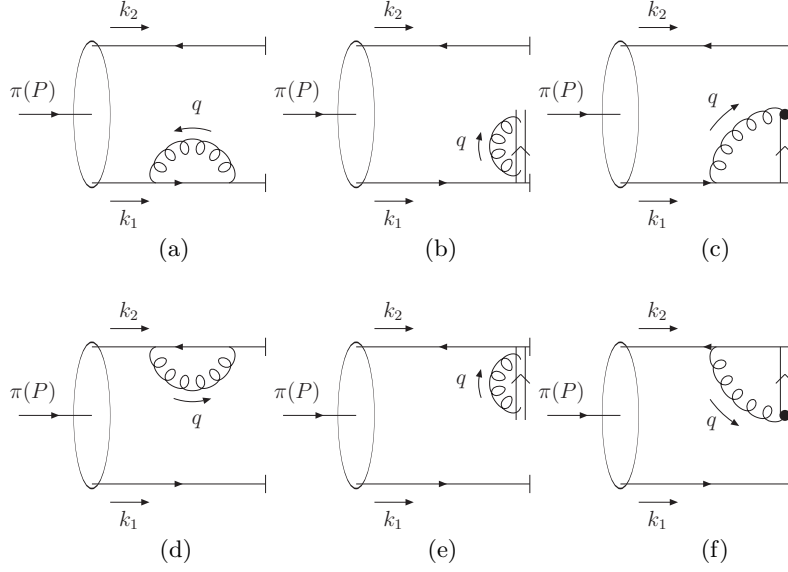 k₂ k₂ k₂
π(P) q π(P) q π(P) q
k₁ k₁ k₁
(a) (b) (c)
k₂ k₂ k₂
π(P) q π(P) q π(P) q
k₁ k₁ k₁
(d) (e) (f)